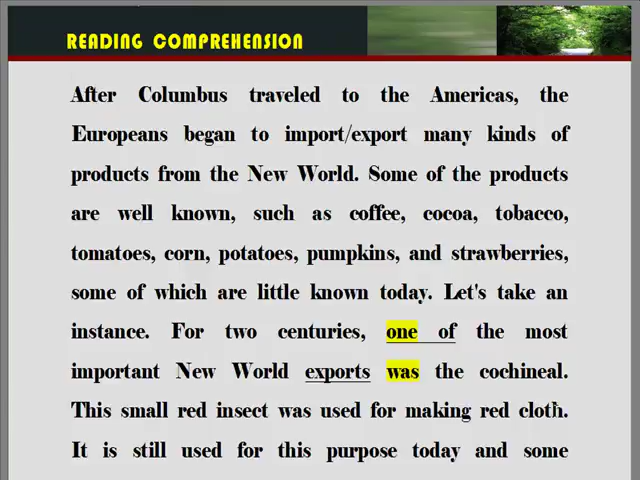 READING COMPREHENSION
After Columbus traveled to the Americas, the
Europeans began to import/export many kinds of
products from the New World. Some of the products
are well known, such as coffee, cocoa, tobacco,
tomatoes, corn, potatoes, pumpkins, and strawberries,
some of which are little known today. Let's take an
instance. For two centuries, one of the most
important New World exports was the cochineal.
This small red insect was used for making red cloth.
It is still used for this purpose today and some